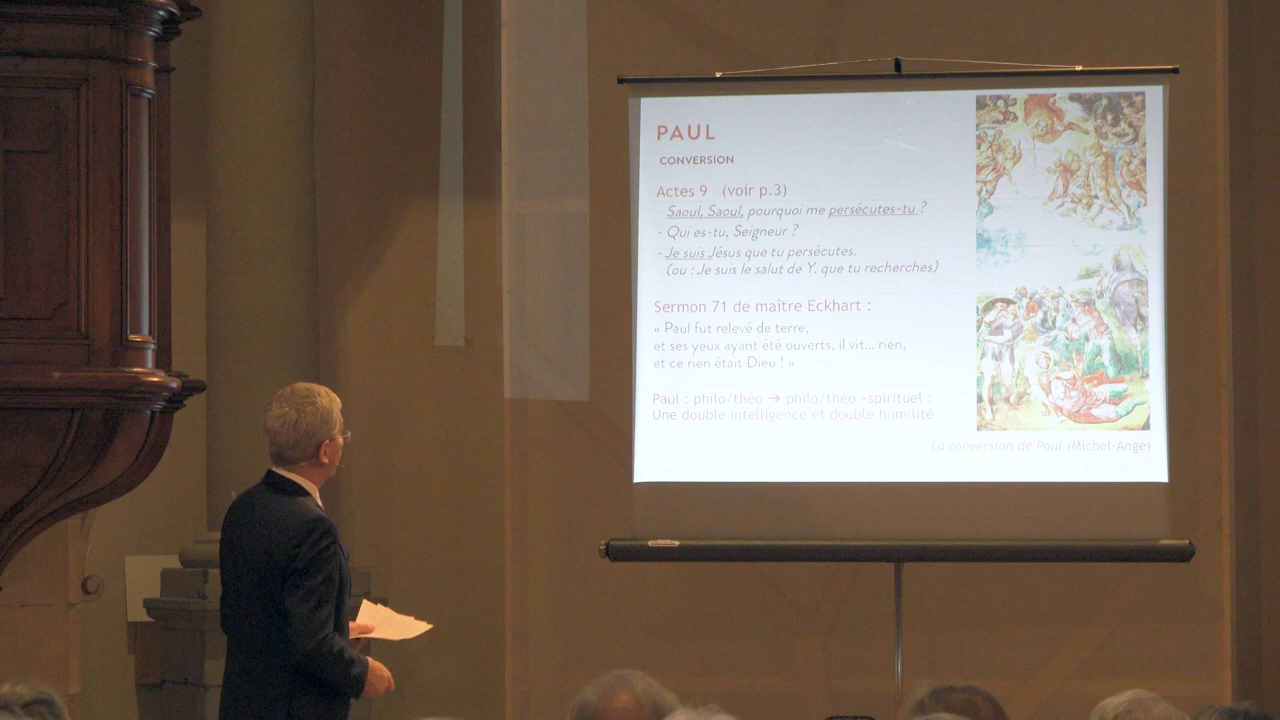 PAUL
CONVERSION
Actes 9 (voir p.3)
- Saoul, Saoul, pourquoi me persécutes-tu ?
- Qui es-tu, Seigneur ?
- Je suis Jésus que tu persécutes.
(ou : Je suis le salut de Y. que tu recherches)
Sermon 71 de maître Eckhart :
« Paul fut relevé de terre,
et ses yeux ayant été ouverts, il vit... rien,
et ce rien était Dieu ! »
Paul : philo/théo → philo/théo +spirituel :
Une double intelligence et double humilité
La conversion de Paul (Michel-Ange)